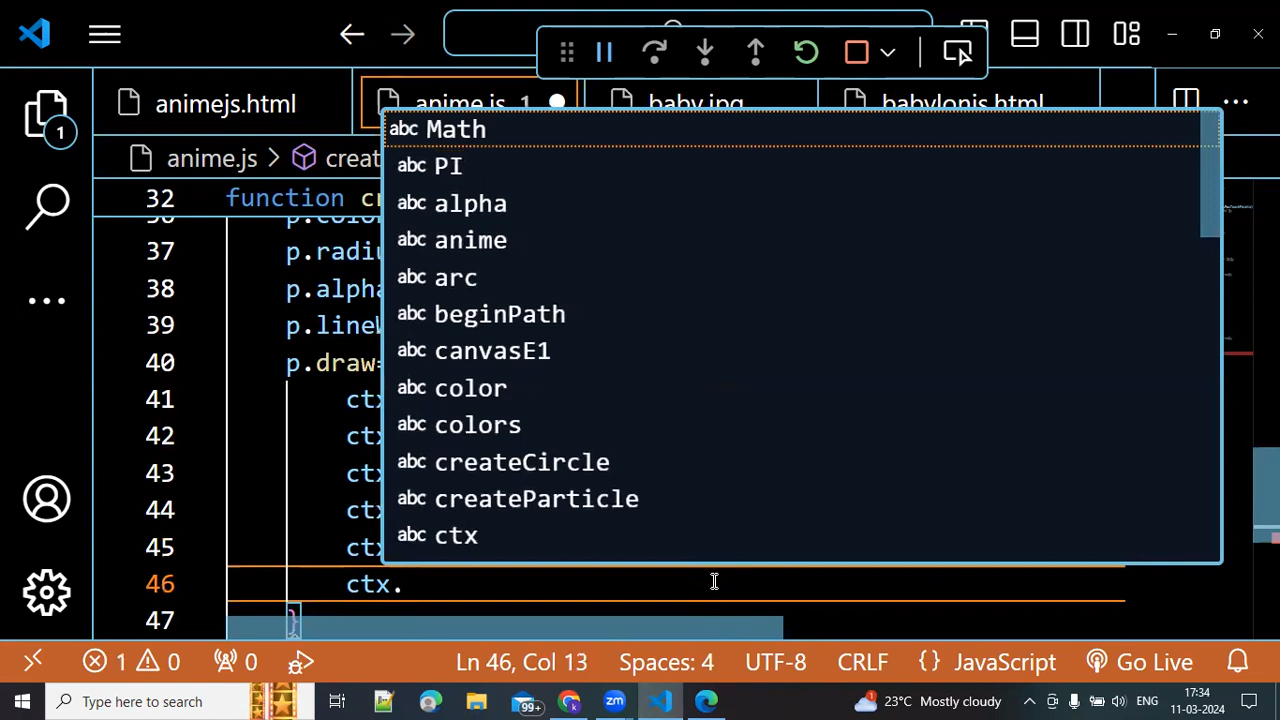 animejs.html
anime.js 1
baby.jpg
babylonjs.html
anime.js > creat
1
32 function cr
37 p.radiu
38 p.alpha
39 p.line
40 p.draw=
41 ctx
42 ctx
43 ctx
44 ctx
45 ctx
46 ctx.
47 }
abc Math
abc PI
abc alpha
abc anime
abc arc
abc beginPath
abc canvasE1
abc color
abc colors
abc createCircle
abc createParticle
abc ctx
1 0 0 Ln 46, Col 13 Spaces: 4 UTF-8 CRLF {} JavaScript Go Live
Type here to search
99+
zm
23°C Mostly cloudy
ENG
17:34
11-03-2024